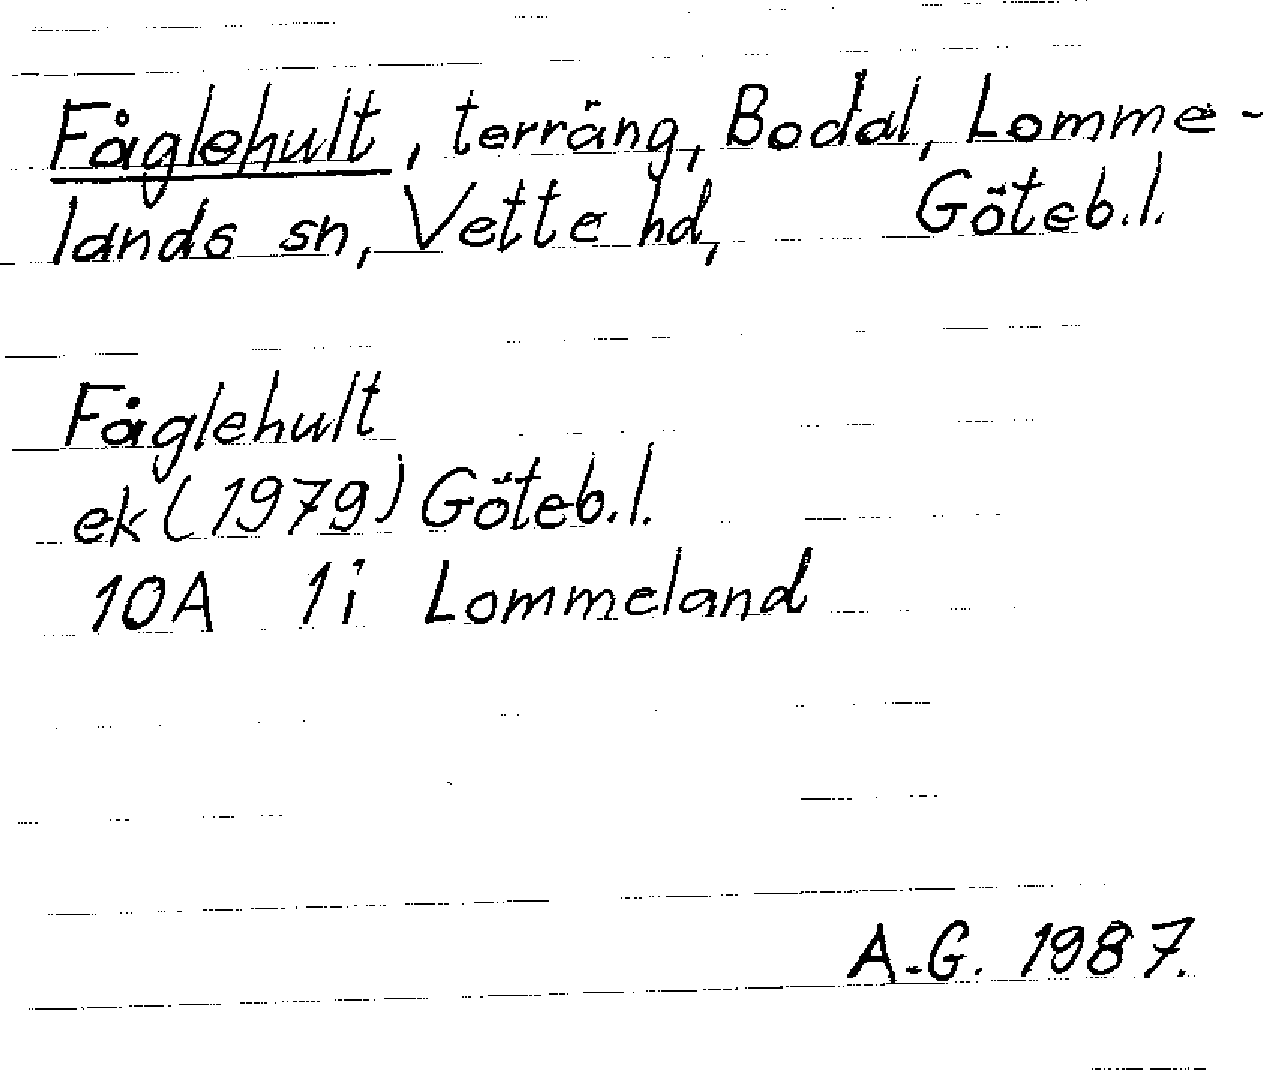 Fåglehult, terräng, Bodal, Lomme-
lands sn, Vette hd, Göteb.l.
Fåglehult
ek (1979) Göteb.l.
10A 1i Lommeland
A.G. 1987.